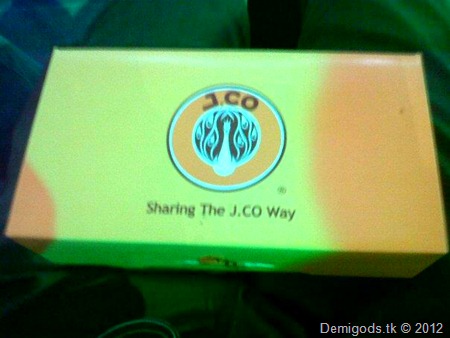 J.CO
®
Sharing The J.CO Way
Demigods.tk © 2012